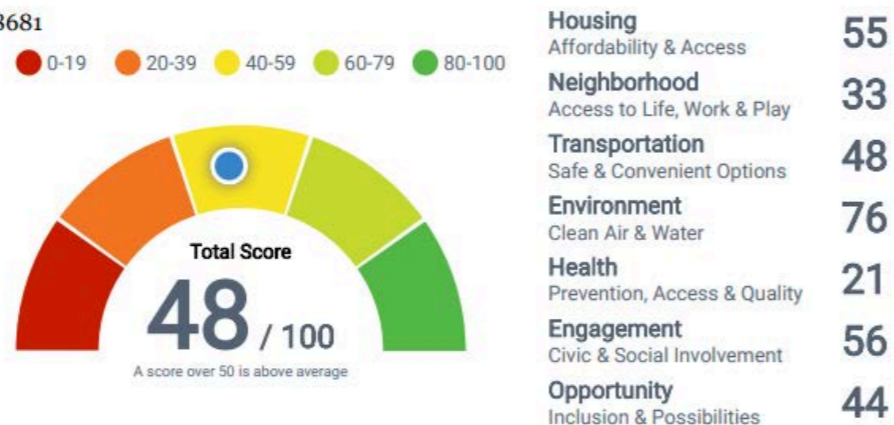 8681
0-19 20-39 40-59 60-79 80-100
Total Score
48 / 100
A score over 50 is above average
Housing 55
Affordability & Access
Neighborhood 33
Access to Life, Work & Play
Transportation 48
Safe & Convenient Options
Environment 76
Clean Air & Water
Health 21
Prevention, Access & Quality
Engagement 56
Civic & Social Involvement
Opportunity 44
Inclusion & Possibilities